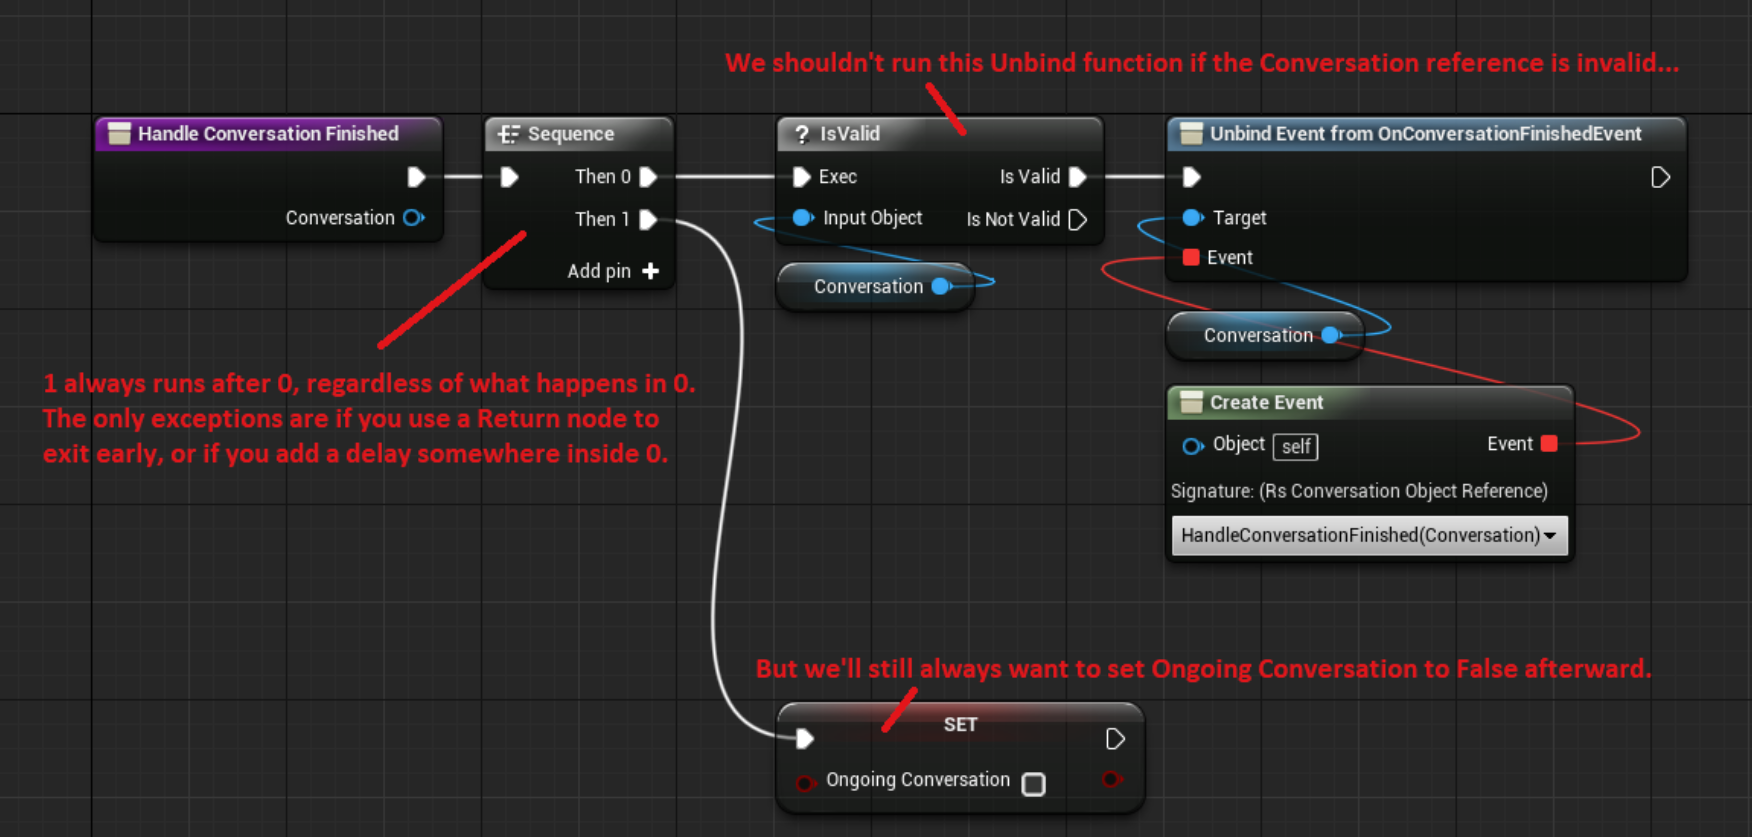 We shouldn't run this Unbind function if the Conversation reference is invalid...
Handle Conversation Finished
Conversation
Sequence
Then 0
Then 1
Add pin
? IsValid
Exec
Is Valid
Input Object
Is Not Valid
Conversation
Unbind Event from OnConversationFinishedEvent
Target
Event
Conversation
Create Event
Object self
Event
Signature: (Rs Conversation Object Reference)
HandleConversationFinished(Conversation)
1 always runs after 0, regardless of what happens in 0.
The only exceptions are if you use a Return node to
exit early, or if you add a delay somewhere inside 0.
But we'll still always want to set Ongoing Conversation to False afterward.
SET
Ongoing Conversation